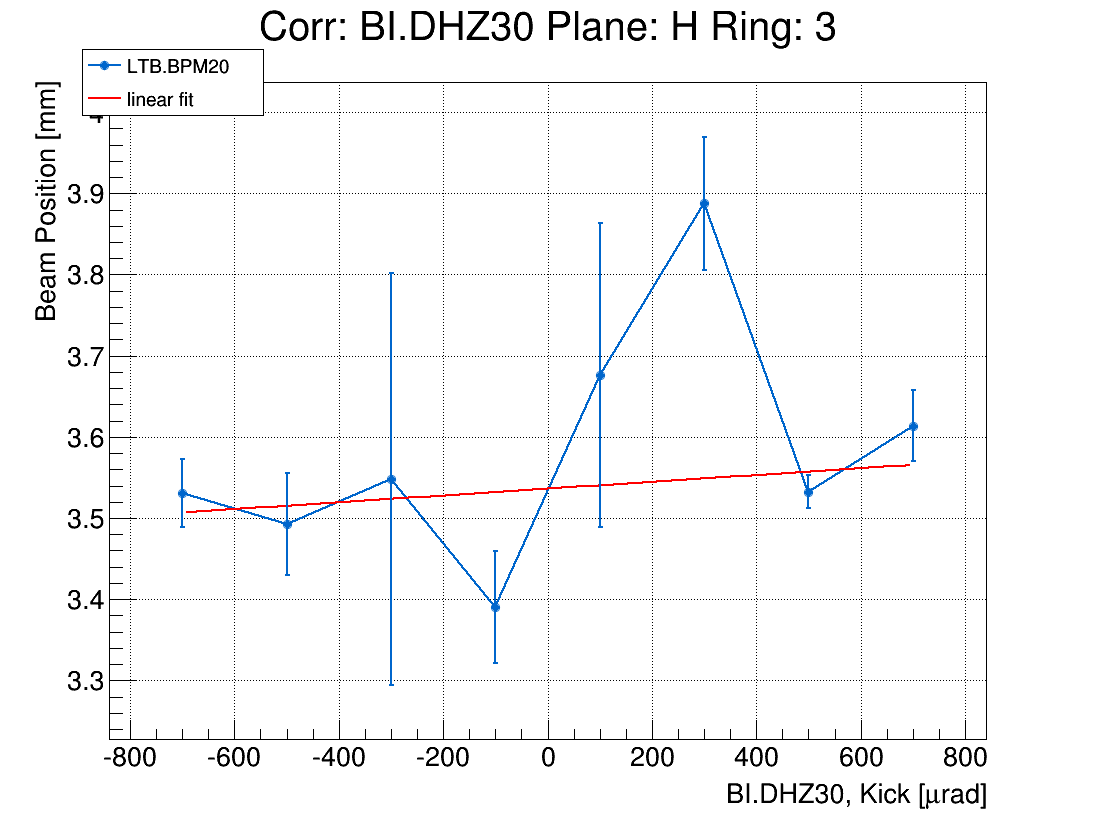 Corr: BI.DHZ30 Plane: H Ring: 3
LTB.BPM20
linear fit
Beam Position [mm]
4
3.9
3.8
3.7
3.6
3.5
3.4
3.3
-800 -600 -400 -200 0 200 400 600 800
BI.DHZ30, Kick [μrad]